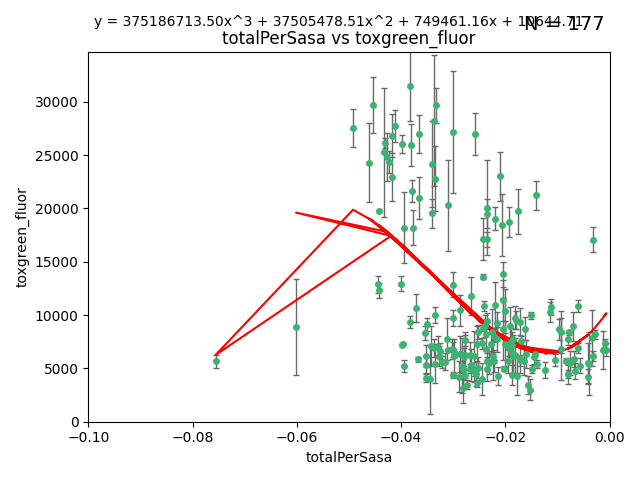 y = 375186713.50x^3 + 37505478.51x^2 + 749461.16x + 10644.71
N = 177
totalPerSasa vs toxgreen_fluor
30000
25000
20000
15000
10000
5000
0
toxgreen_fluor
−0.10 −0.08 −0.06 −0.04 −0.02 0.00
totalPerSasa